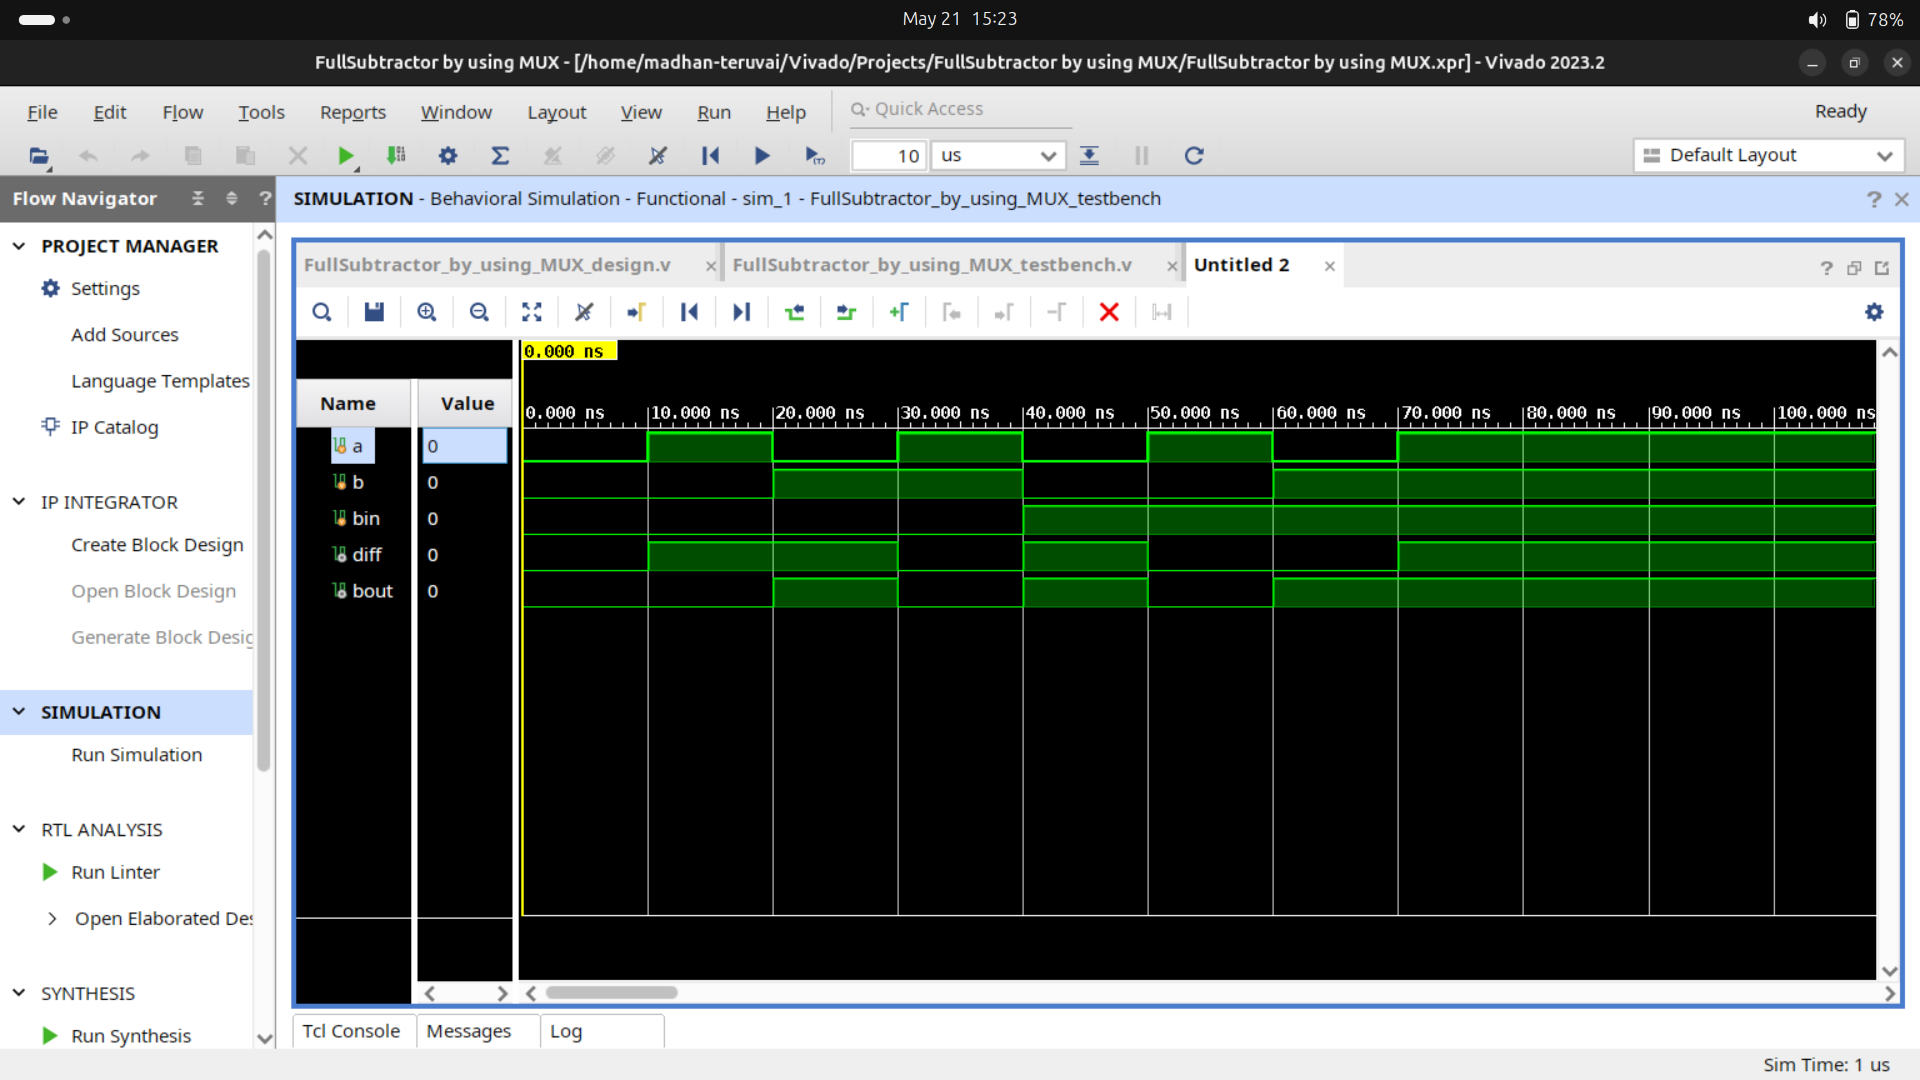 May 21 15:23
78%
FullSubtractor by using MUX - [/home/madhan-teruvai/Vivado/Projects/FullSubtractor by using MUX/FullSubtractor by using MUX.xpr] - Vivado 2023.2
File Edit Flow Tools Reports Window Layout View Run Help
Quick Access
Ready
10 us
Default Layout
Flow Navigator
SIMULATION - Behavioral Simulation - Functional - sim_1 - FullSubtractor_by_using_MUX_testbench
PROJECT MANAGER
Settings
Add Sources
Language Templates
IP Catalog
IP INTEGRATOR
Create Block Design
Open Block Design
Generate Block Desig
SIMULATION
Run Simulation
RTL ANALYSIS
Run Linter
Open Elaborated Des
SYNTHESIS
Run Synthesis
FullSubtractor_by_using_MUX_design.v
FullSubtractor_by_using_MUX_testbench.v
Untitled 2
0.000 ns
Name Value
0.000 ns 10.000 ns 20.000 ns 30.000 ns 40.000 ns 50.000 ns 60.000 ns 70.000 ns 80.000 ns 90.000 ns 100.000 ns
a 0
b 0
bin 0
diff 0
bout 0
Tcl Console Messages Log
Sim Time: 1 us